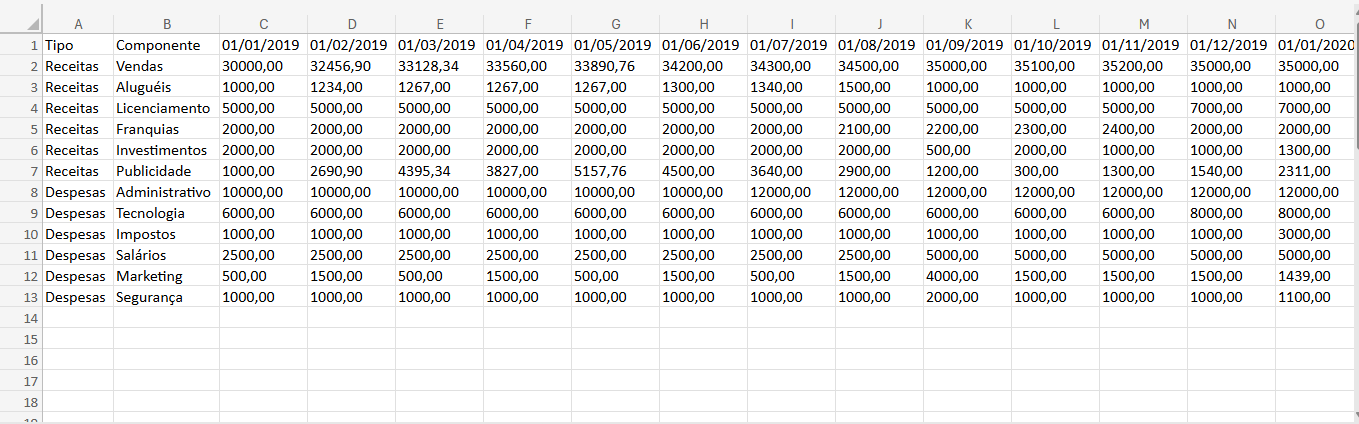 A B C D E F G H I J K L M N O
1 Tipo Componente 01/01/2019 01/02/2019 01/03/2019 01/04/2019 01/05/2019 01/06/2019 01/07/2019 01/08/2019 01/09/2019 01/10/2019 01/11/2019 01/12/2019 01/01/2020
2 Receitas Vendas 30000,00 32456,90 33128,34 33560,00 33890,76 34200,00 34300,00 34500,00 35000,00 35100,00 35200,00 35000,00 35000,00
3 Receitas Aluguéis 1000,00 1234,00 1267,00 1267,00 1267,00 1300,00 1340,00 1500,00 1000,00 1000,00 1000,00 1000,00 1000,00
4 Receitas Licenciamento 5000,00 5000,00 5000,00 5000,00 5000,00 5000,00 5000,00 5000,00 5000,00 5000,00 5000,00 7000,00 7000,00
5 Receitas Franquias 2000,00 2000,00 2000,00 2000,00 2000,00 2000,00 2000,00 2100,00 2200,00 2300,00 2400,00 2000,00 2000,00
6 Receitas Investimentos 2000,00 2000,00 2000,00 2000,00 2000,00 2000,00 2000,00 2000,00 500,00 2000,00 1000,00 1000,00 1300,00
7 Receitas Publicidade 1000,00 2690,90 4395,34 3827,00 5157,76 4500,00 3640,00 2900,00 1200,00 300,00 1300,00 1540,00 2311,00
8 Despesas Administrativo 10000,00 10000,00 10000,00 10000,00 10000,00 10000,00 12000,00 12000,00 12000,00 12000,00 12000,00 12000,00 12000,00
9 Despesas Tecnologia 6000,00 6000,00 6000,00 6000,00 6000,00 6000,00 6000,00 6000,00 6000,00 6000,00 6000,00 8000,00 8000,00
10 Despesas Impostos 1000,00 1000,00 1000,00 1000,00 1000,00 1000,00 1000,00 1000,00 1000,00 1000,00 1000,00 1000,00 3000,00
11 Despesas Salários 2500,00 2500,00 2500,00 2500,00 2500,00 2500,00 2500,00 2500,00 5000,00 5000,00 5000,00 5000,00 5000,00
12 Despesas Marketing 500,00 1500,00 500,00 1500,00 500,00 1500,00 500,00 1500,00 4000,00 1500,00 1500,00 1500,00 1439,00
13 Despesas Segurança 1000,00 1000,00 1000,00 1000,00 1000,00 1000,00 1000,00 1000,00 2000,00 1000,00 1000,00 1000,00 1100,00
14
15
16
17
18